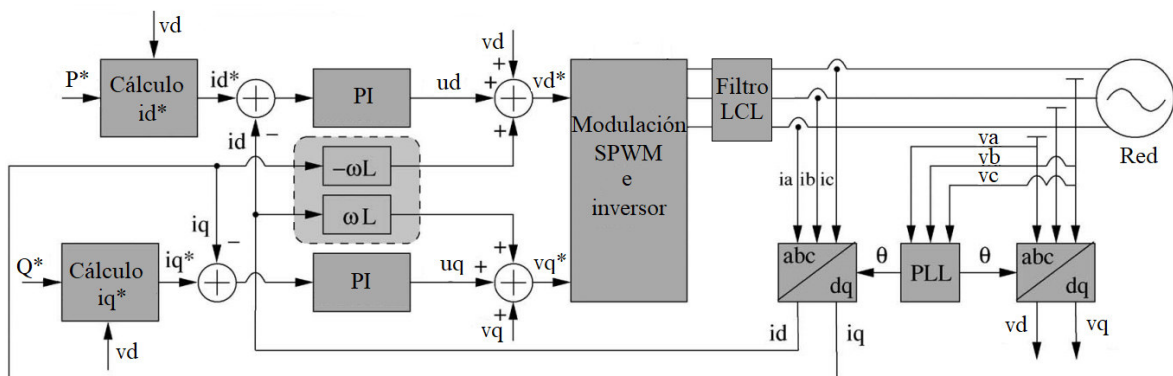 vd
P*
Cálculo
id*
id*
id
−
PI
ud
vd
+
+
+
vd*
−ωL
ωL
iq
−
Q*
Cálculo
iq*
iq*
vd
PI
uq
+
+
+
vq
vq*
Modulación
SPWM
e
inversor
Filtro
LCL
Red
va
vb
vc
ia
ib
ic
abc
dq
θ
PLL
θ
abc
dq
id
iq
vd
vq